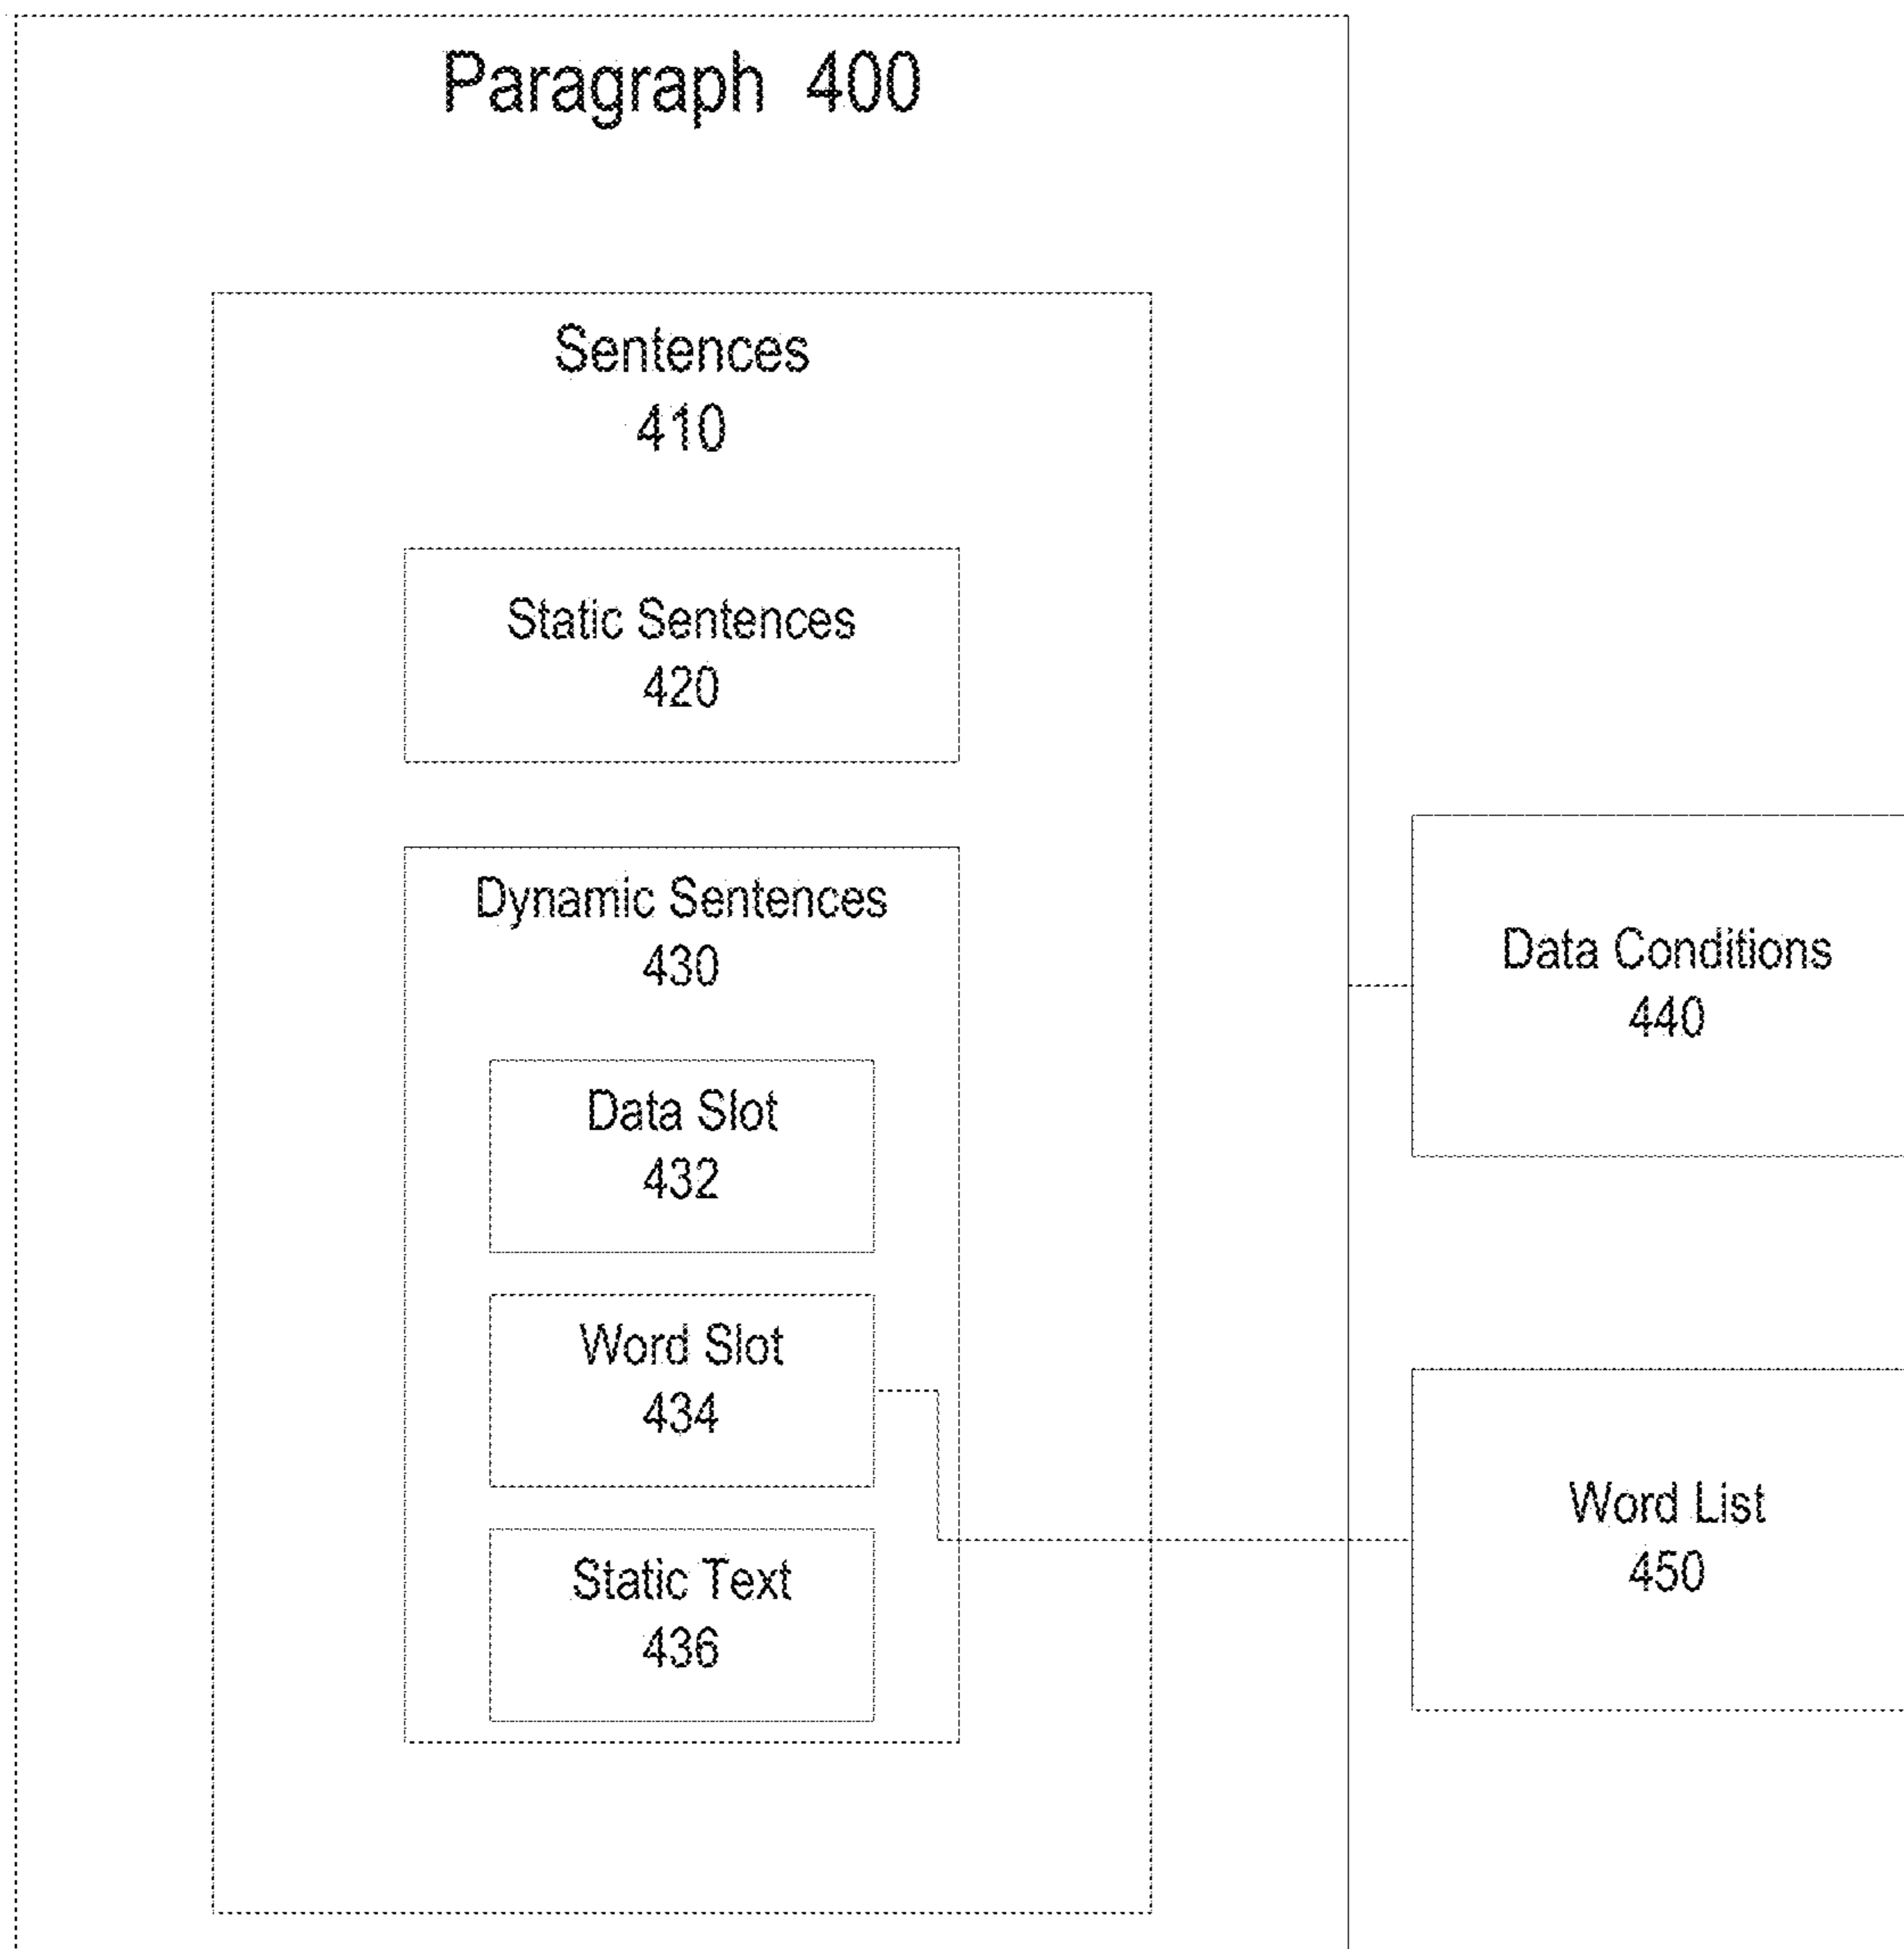 Paragraph 400
Sentences
410
Static Sentences
420
Dynamic Sentences
430
Data Slot
432
Word Slot
434
Static Text
436
Data Conditions
440
Word List
450